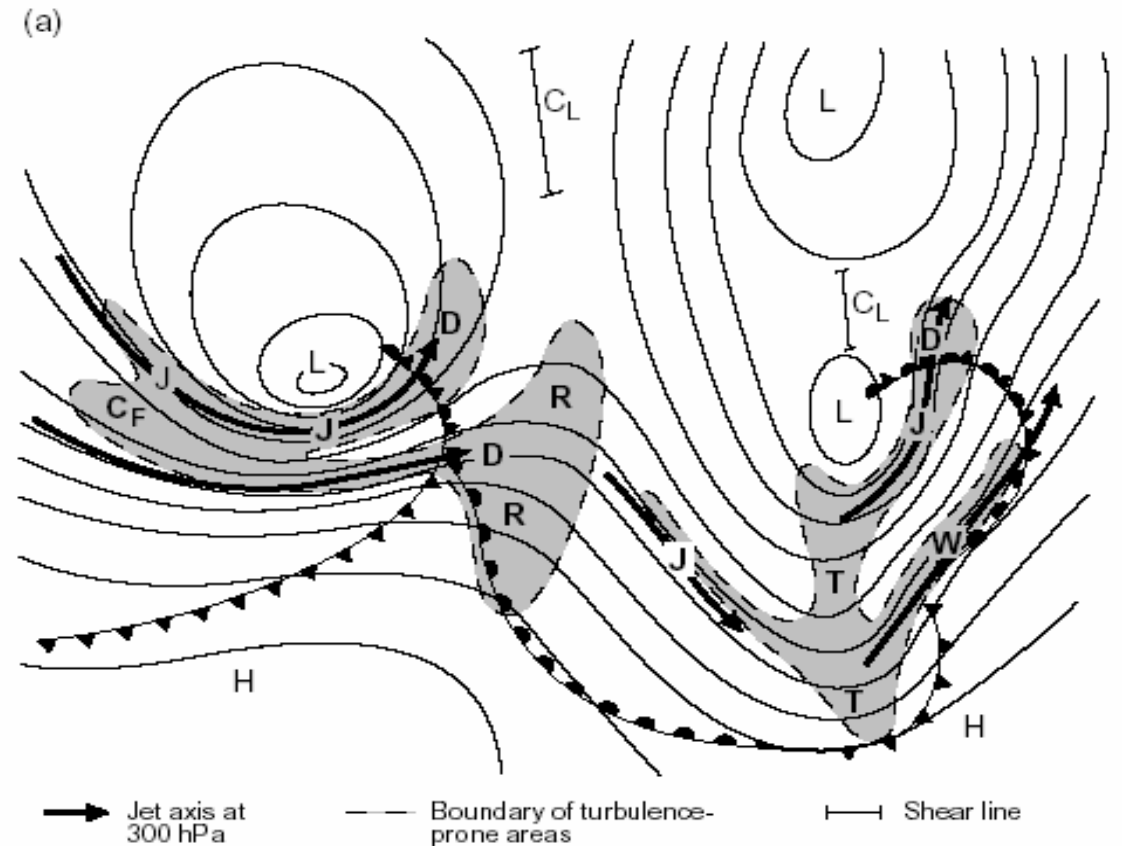 (a)
C_L
L
L
C_L
D
L
J
C_F
J
R
D
R
D
L
J
J
W
T
T
H
H
Jet axis at
300 hPa
Boundary of turbulence-
prone areas
Shear line